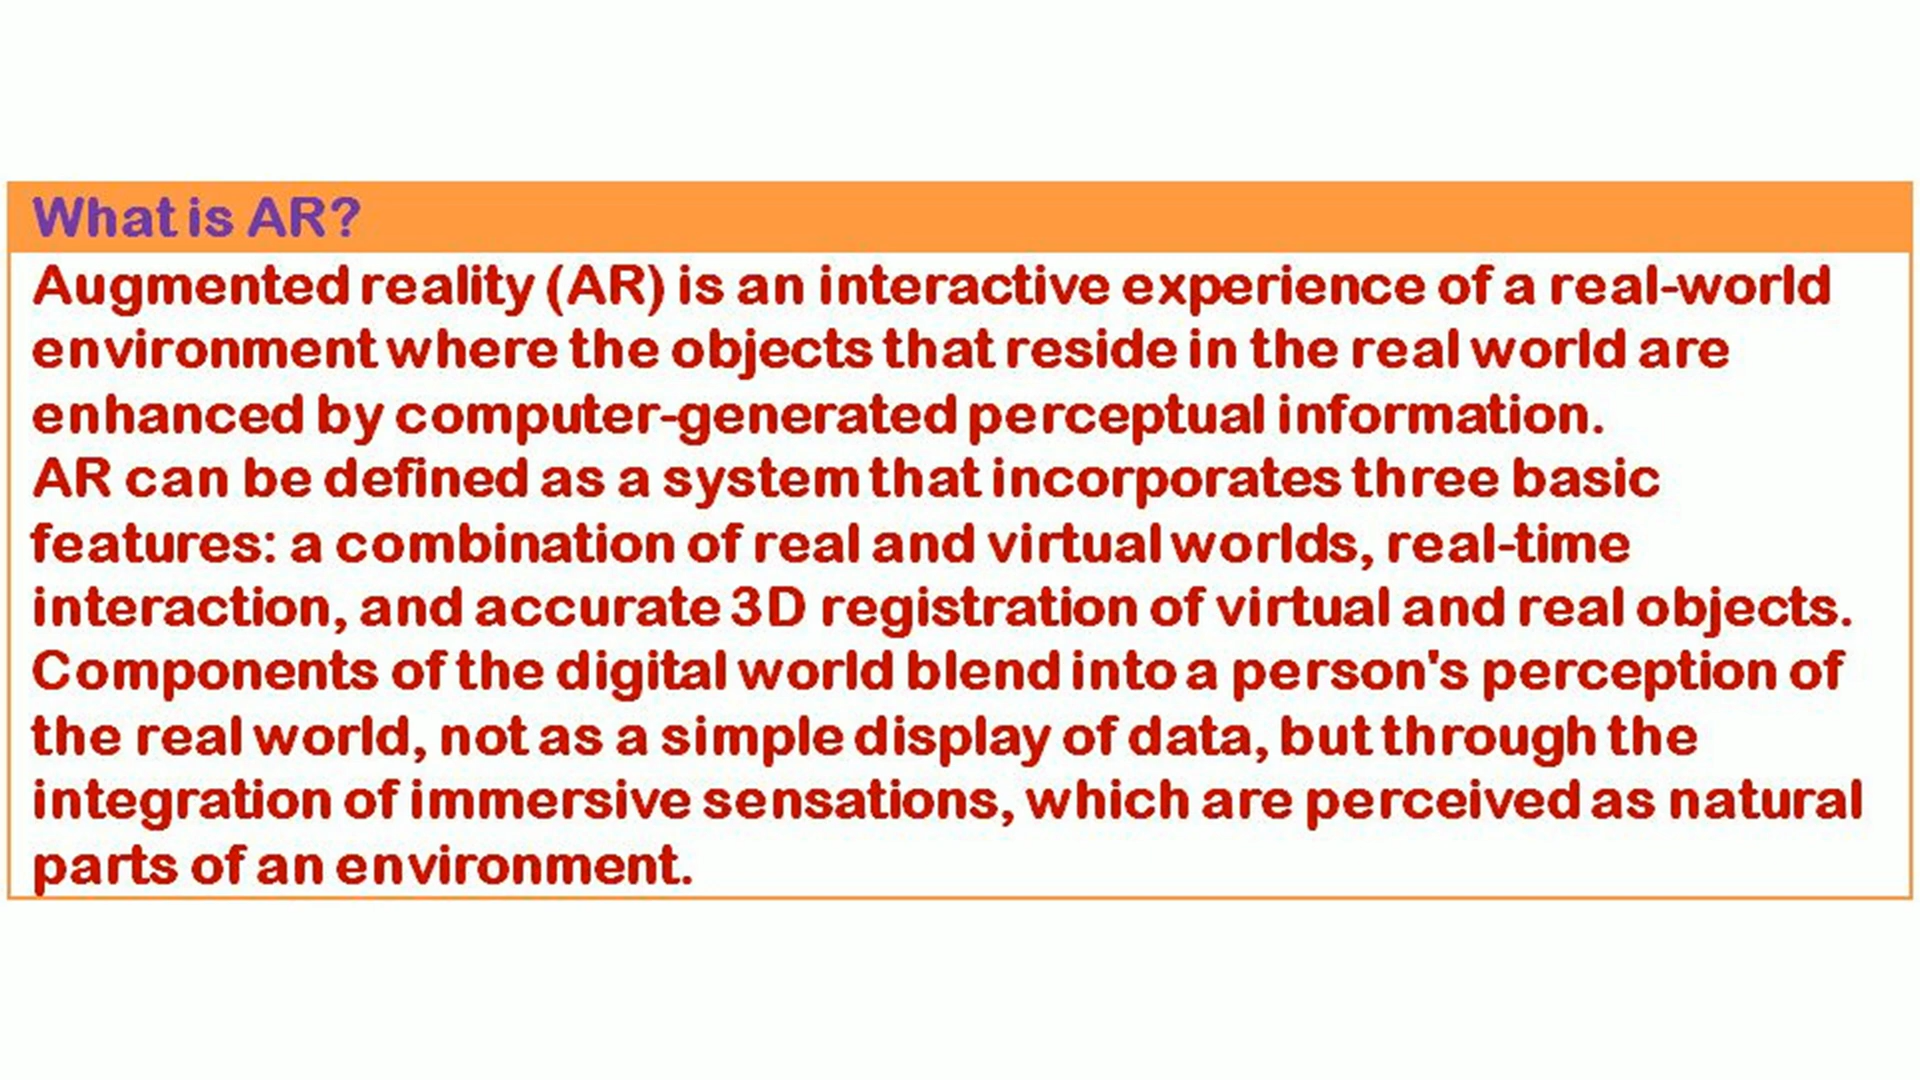 What is AR?
Augmented reality (AR) is an interactive experience of a real-world
environment where the objects that reside in the real world are
enhanced by computer-generated perceptual information.
AR can be defined as a system that incorporates three basic
features: a combination of real and virtual worlds, real-time
interaction, and accurate 3D registration of virtual and real objects.
Components of the digital world blend into a person's perception of
the real world, not as a simple display of data, but through the
integration of immersive sensations, which are perceived as natural
parts of an environment.